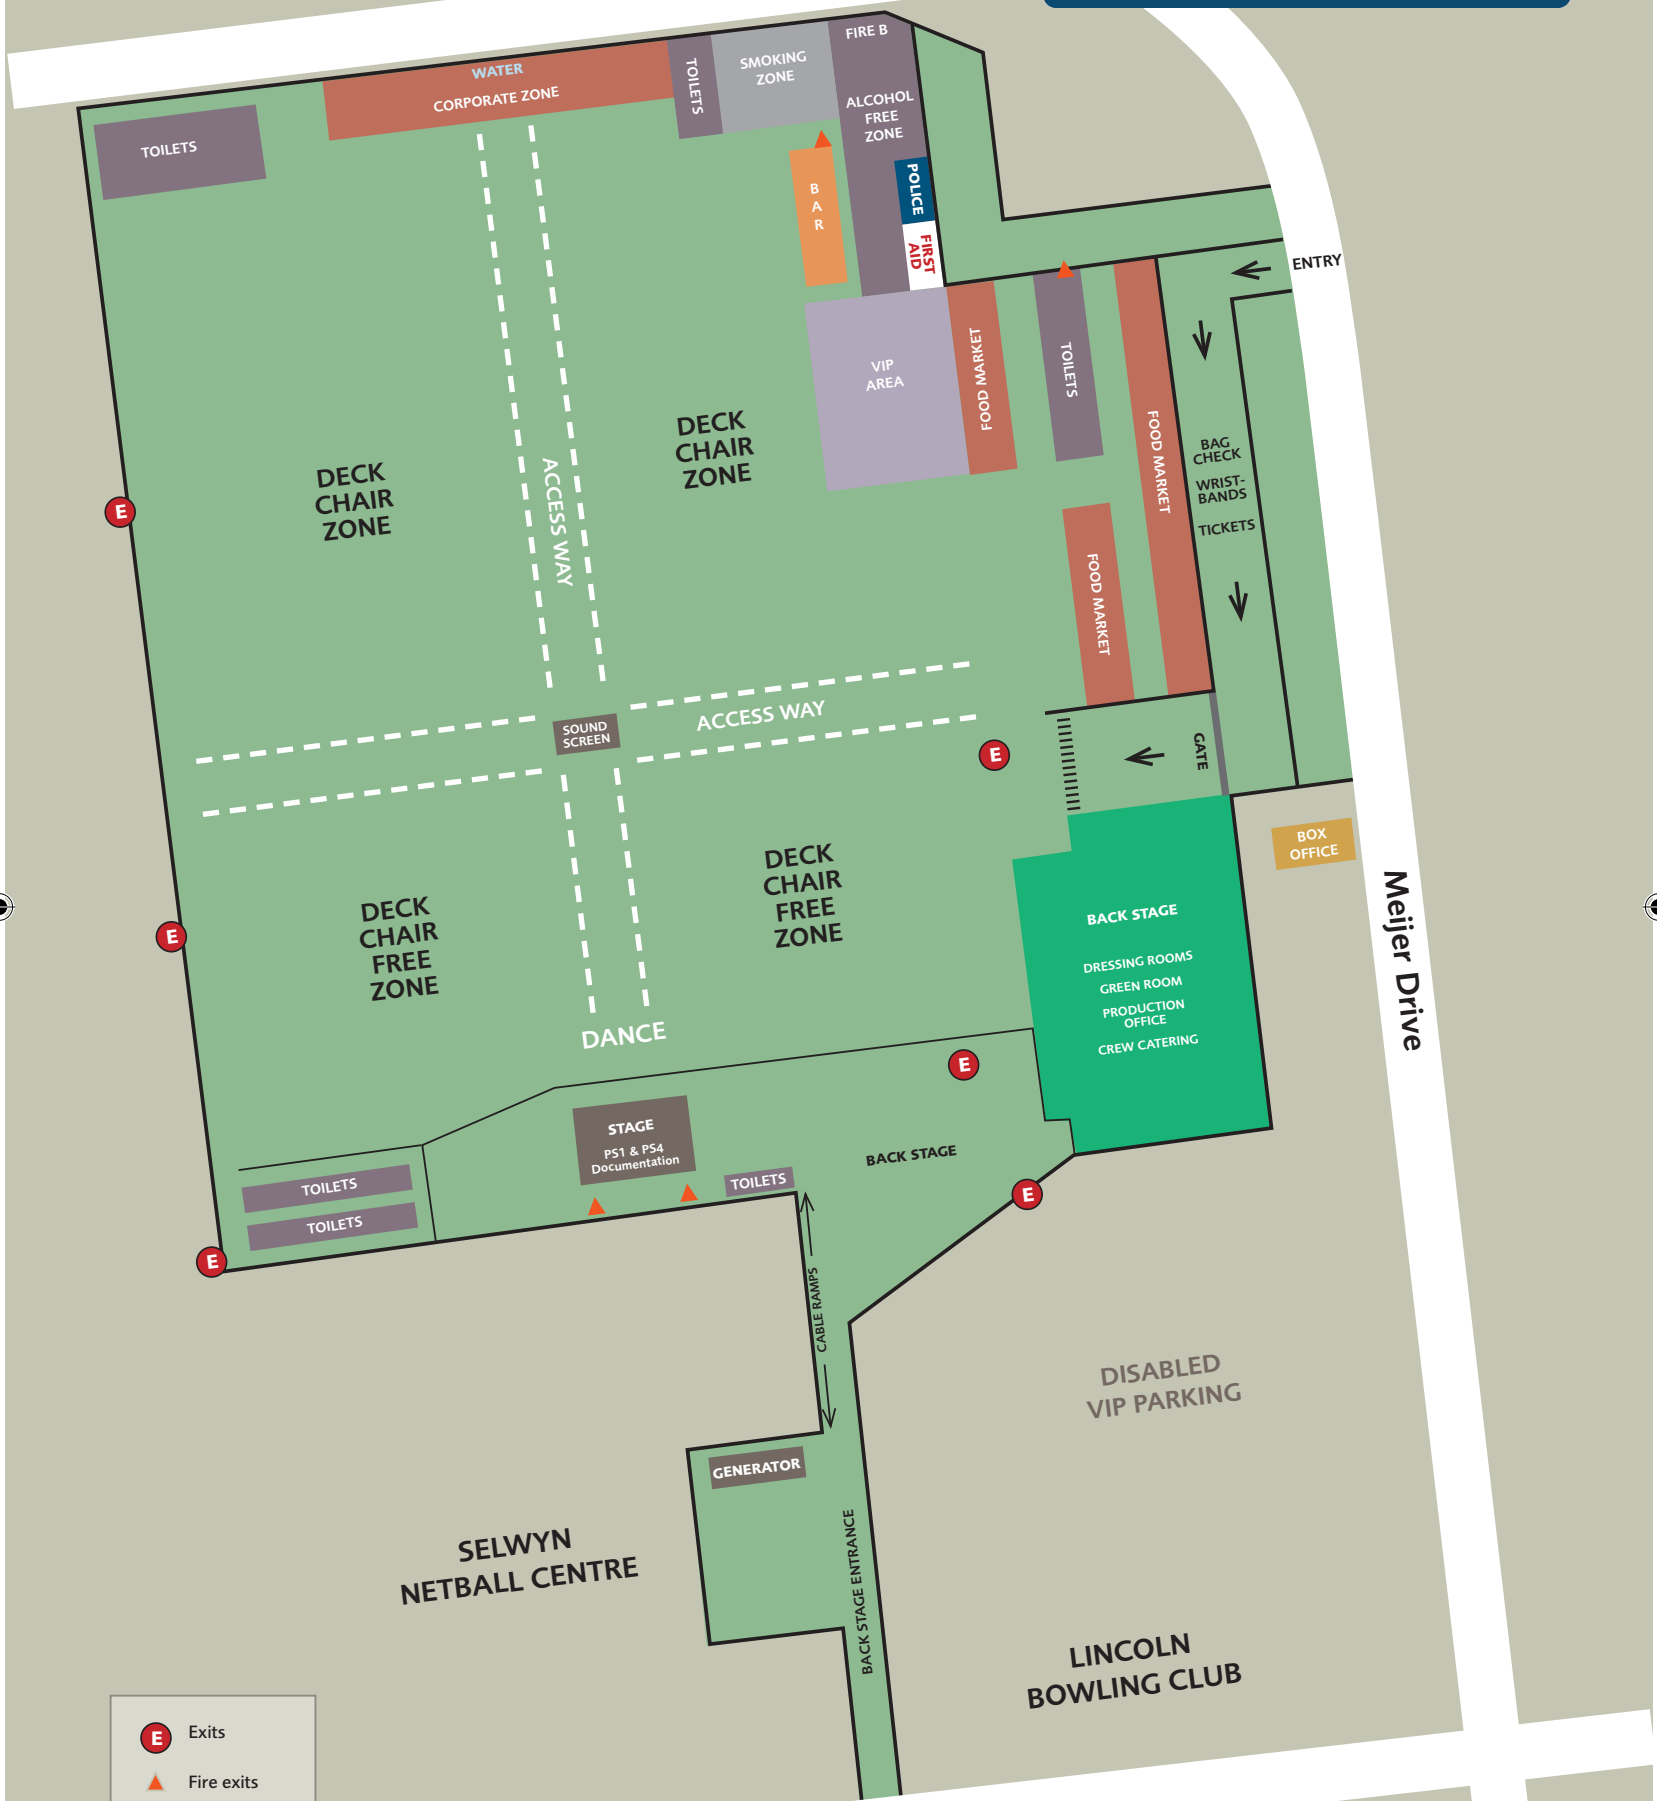 FIRE B
WATER
CORPORATE ZONE
TOILETS
SMOKING
ZONE
ALCOHOL
FREE
ZONE
TOILETS
POLICE
B
A
R
FIRST
AID
ENTRY
VIP
AREA
FOOD MARKET
TOILETS
FOOD MARKET
DECK
CHAIR
ZONE
DECK
CHAIR
ZONE
ACCESS WAY
BAG
CHECK
WRIST-
BANDS
TICKETS
E
FOOD MARKET
ACCESS WAY
SOUND
SCREEN
E
GATE
BOX
OFFICE
DECK
CHAIR
FREE
ZONE
DECK
CHAIR
FREE
ZONE
E
BACK STAGE
DRESSING ROOMS
GREEN ROOM
PRODUCTION
OFFICE
CREW CATERING
Meijer Drive
DANCE
E
STAGE
PS1 & PS4
Documentation
BACK STAGE
TOILETS
TOILETS
TOILETS
E
E
CABLE RAMPS
DISABLED
VIP PARKING
GENERATOR
SELWYN
NETBALL CENTRE
BACK STAGE ENTRANCE
LINCOLN
BOWLING CLUB
E Exits
Fire exits